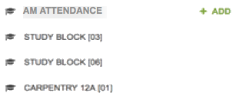 AM ATTENDANCE + ADD
STUDY BLOCK [03]
STUDY BLOCK [06]
CARPENTRY 12A [01]